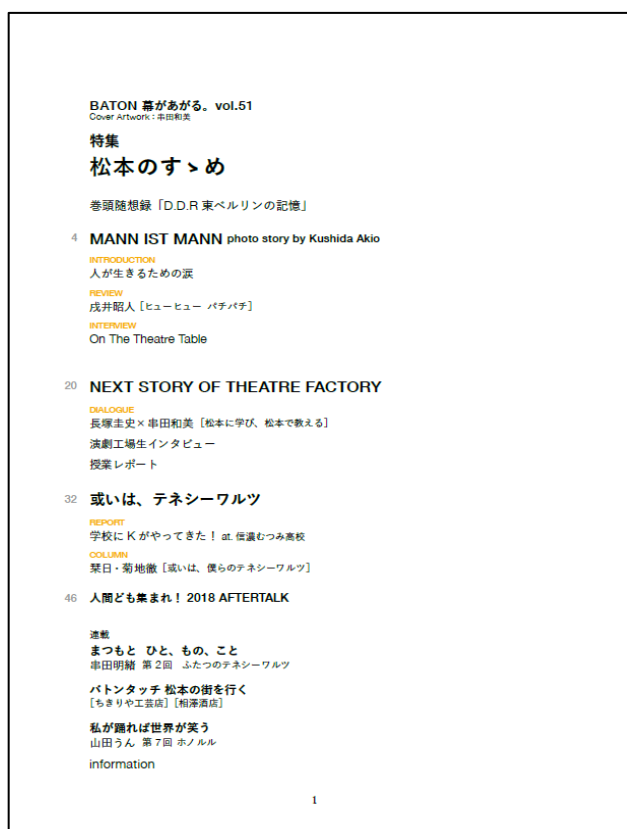 BATON 幕があがる。vol.51
Cover Artwork：串田和美
特集
松本のすゝめ
巻頭随想録「D.D.R 東ベルリンの記憶」
4 MANN IST MANN photo story by Kushida Akio
INTRODUCTION
人が生きるための涙
REVIEW
戌井昭人［ヒューヒュー パチパチ］
INTERVIEW
On The Theatre Table
20 NEXT STORY OF THEATRE FACTORY
DIALOGUE
長塚圭史×串田和美［松本に学び、松本で教える］
演劇工場生インタビュー
授業レポート
32 或いは、テネシーワルツ
REPORT
学校に K がやってきた！ at. 信濃むつみ高校
COLUMN
栞日・菊地徹［或いは、僕らのテネシーワルツ］
46 人間ども集まれ！ 2018 AFTERTALK
連載
まつもと ひと、もの、こと
串田明緒 第 2 回 ふたつのテネシーワルツ
バトンタッチ 松本の街を行く
［ちきりや工芸店］［相澤酒店］
私が踊れば世界が笑う
山田うん 第 7 回 ホノルル
information
1